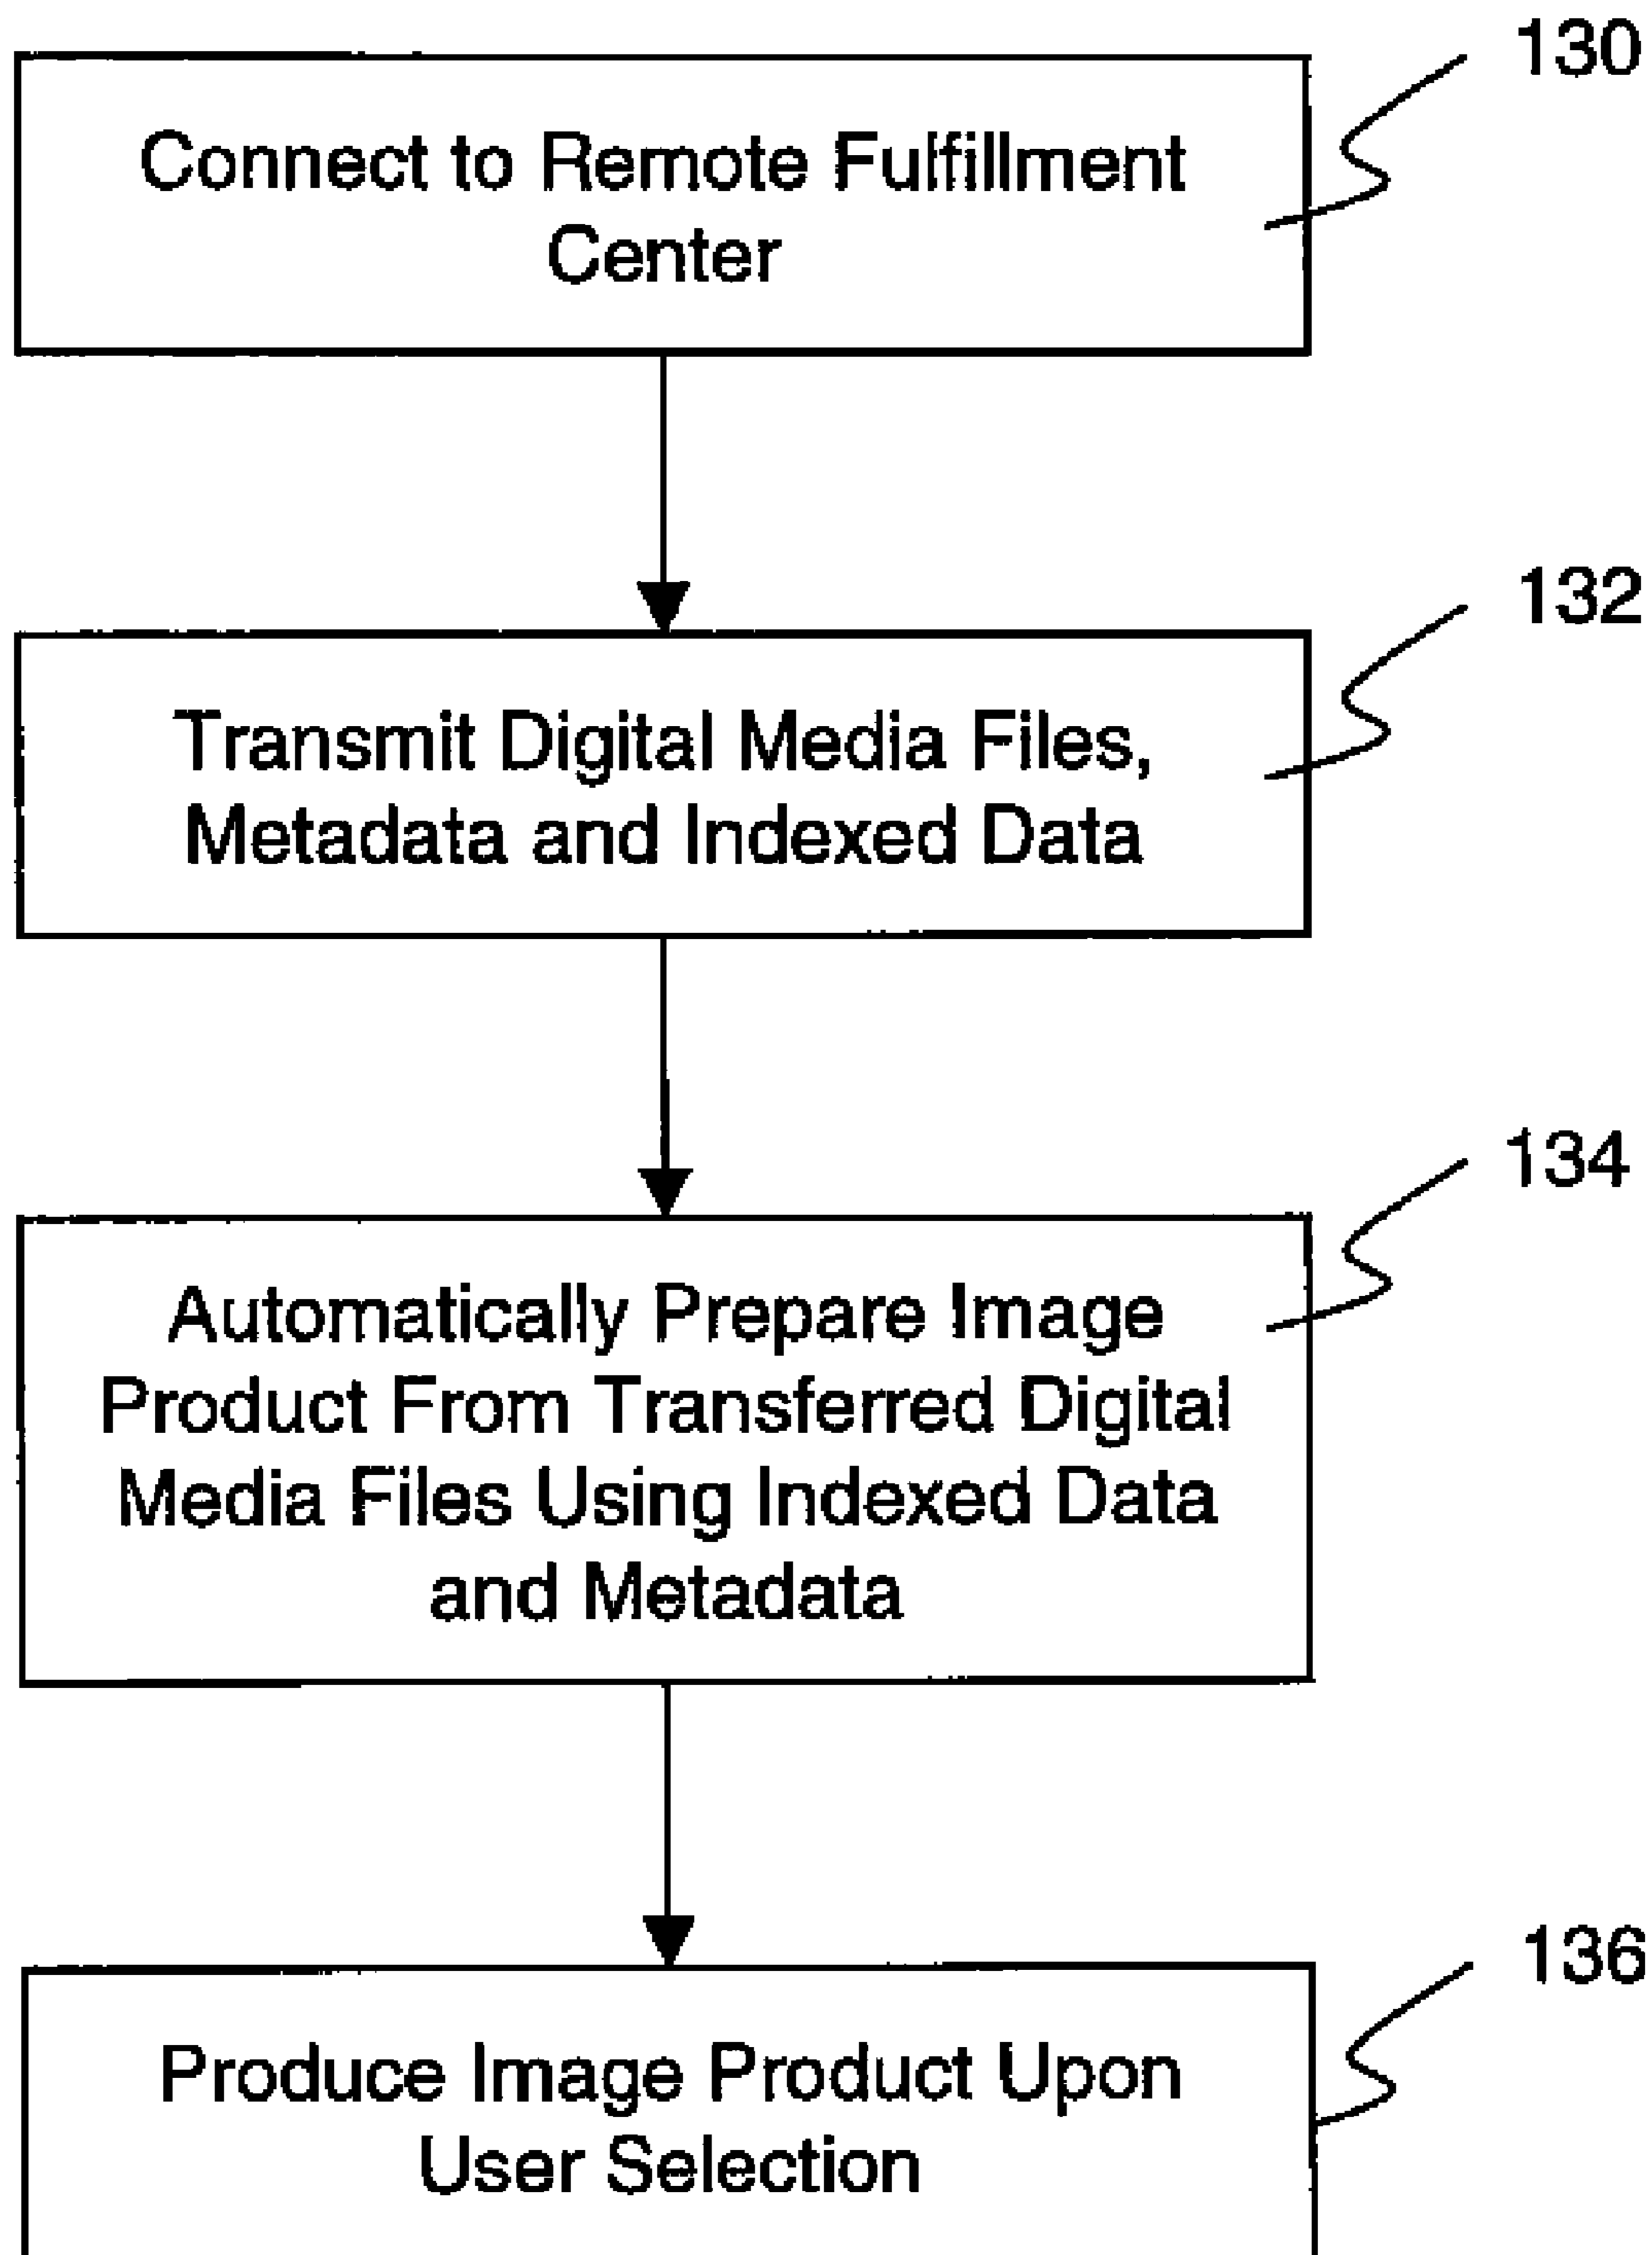 130
Connect to Remote Fulfillment
Center
132
Transmit Digital Media Files,
Metadata and Indexed Data
134
Automatically Prepare Image
Product From Transferred Digital
Media Files Using Indexed Data
and Metadata
136
Produce Image Product Upon
User Selection